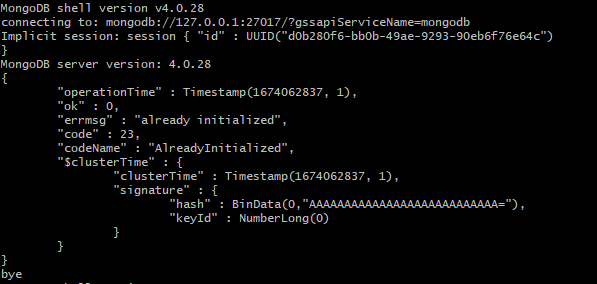 MongoDB shell version v4.0.28
connecting to: mongodb://127.0.0.1:27017/?gssapiServiceName=mongodb
Implicit session: session { "id" : UUID("d0b280f6-bb0b-49ae-9293-90eb6f76e64c")
}
MongoDB server version: 4.0.28
{
"operationTime" : Timestamp(1674062837, 1),
"ok" : 0,
"errmsg" : "already initialized",
"code" : 23,
"codeName" : "AlreadyInitialized",
"$clusterTime" : {
"clusterTime" : Timestamp(1674062837, 1),
"signature" : {
"hash" : BinData(0,"AAAAAAAAAAAAAAAAAAAAAAAAAAA="),
"keyId" : NumberLong(0)
}
}
}
bye